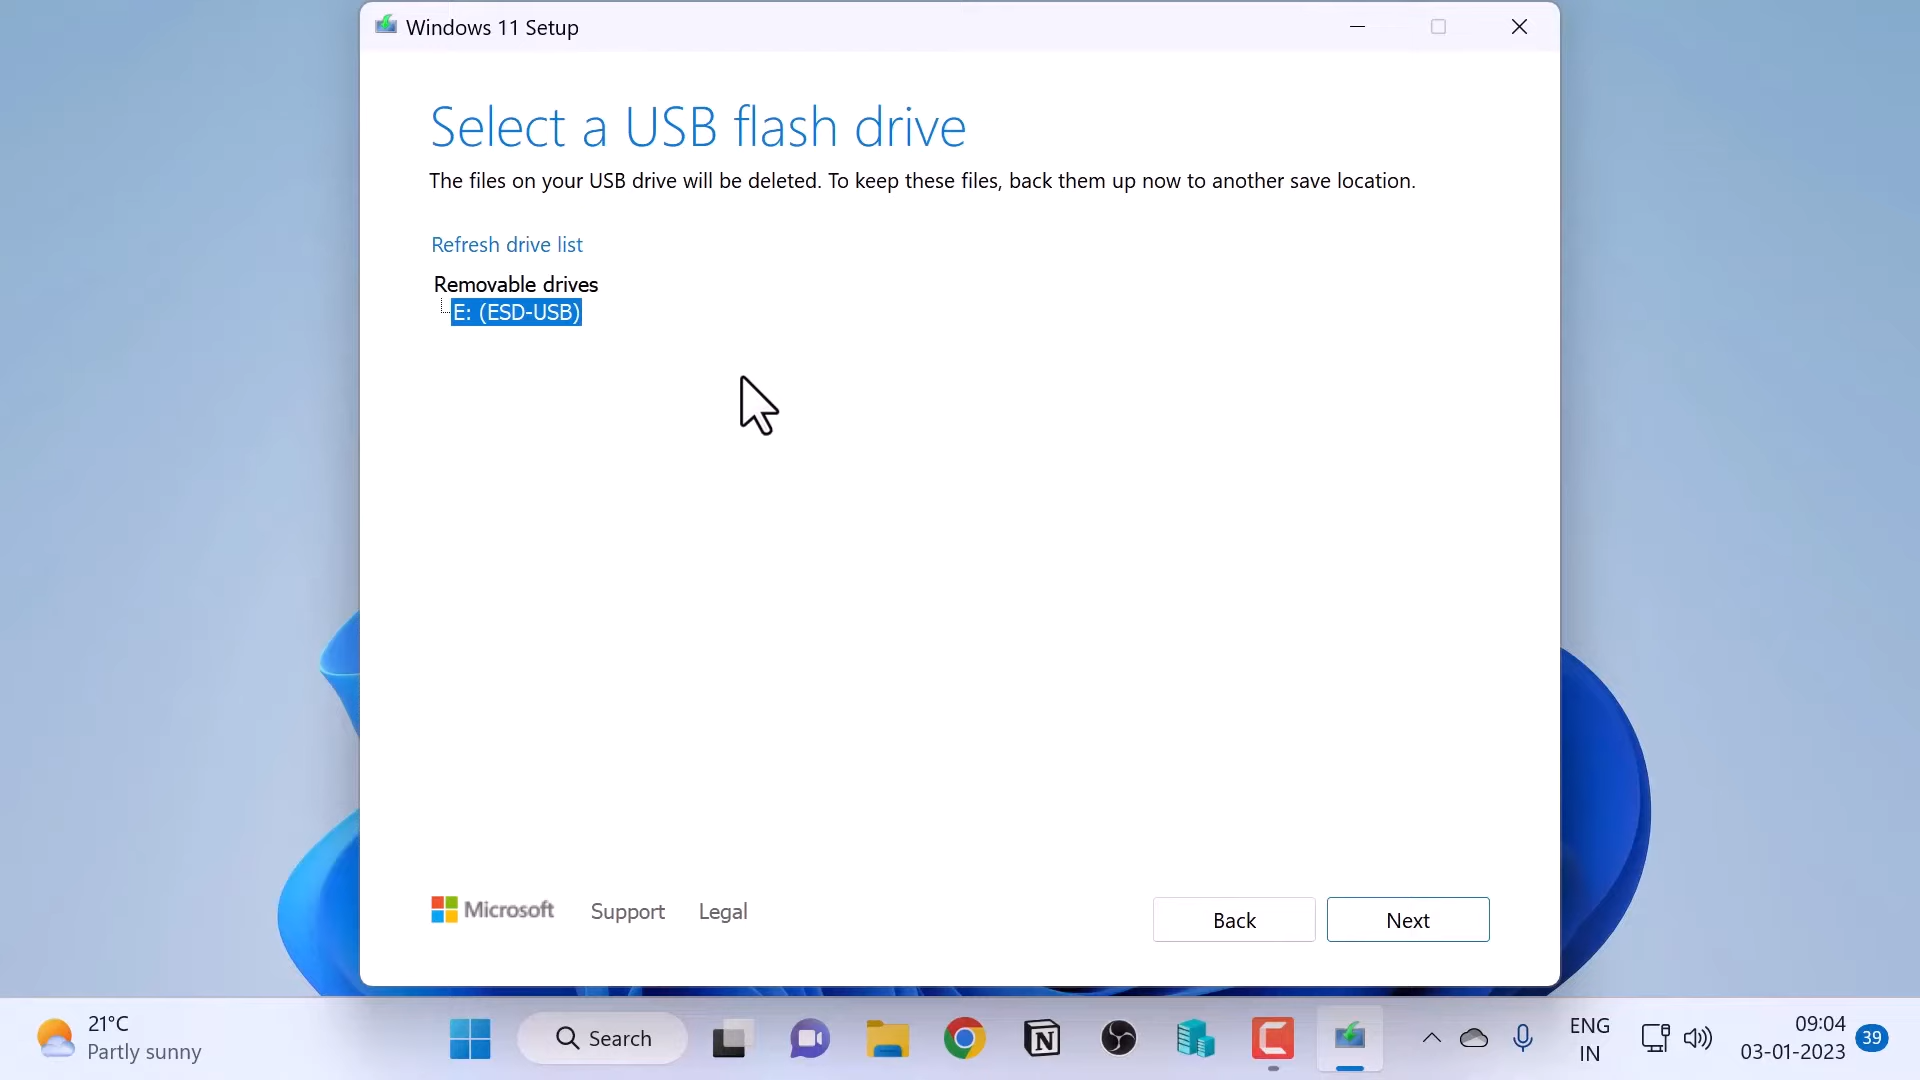 Windows 11 Setup
Select a USB flash drive
The files on your USB drive will be deleted. To keep these files, back them up now to another save location.
Refresh drive list
Removable drives
E: (ESD-USB)
Microsoft Support Legal
Back Next
21°C
Partly sunny
Search
N
ENG
IN
09:04
03-01-2023
39